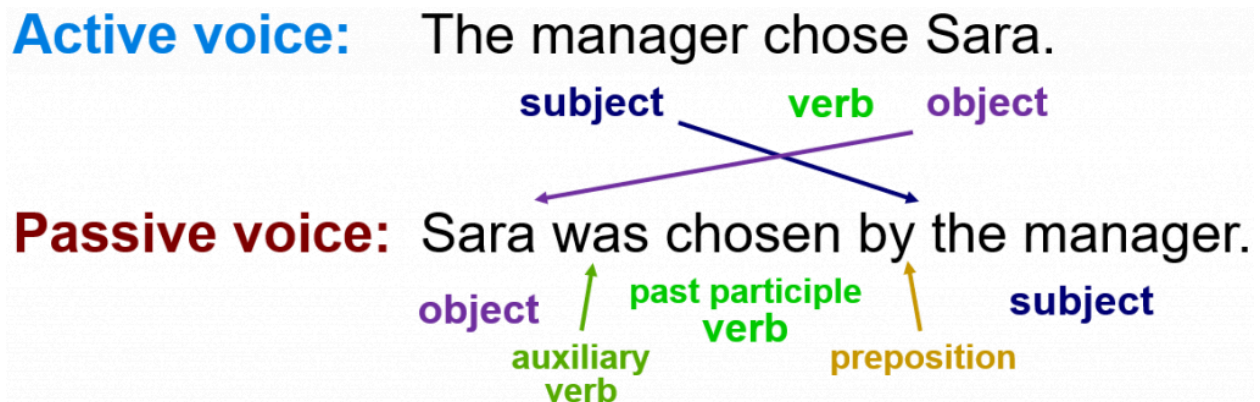 Active voice: The manager chose Sara.
subject verb object
Passive voice: Sara was chosen by the manager.
object past participle verb subject
auxiliary verb preposition